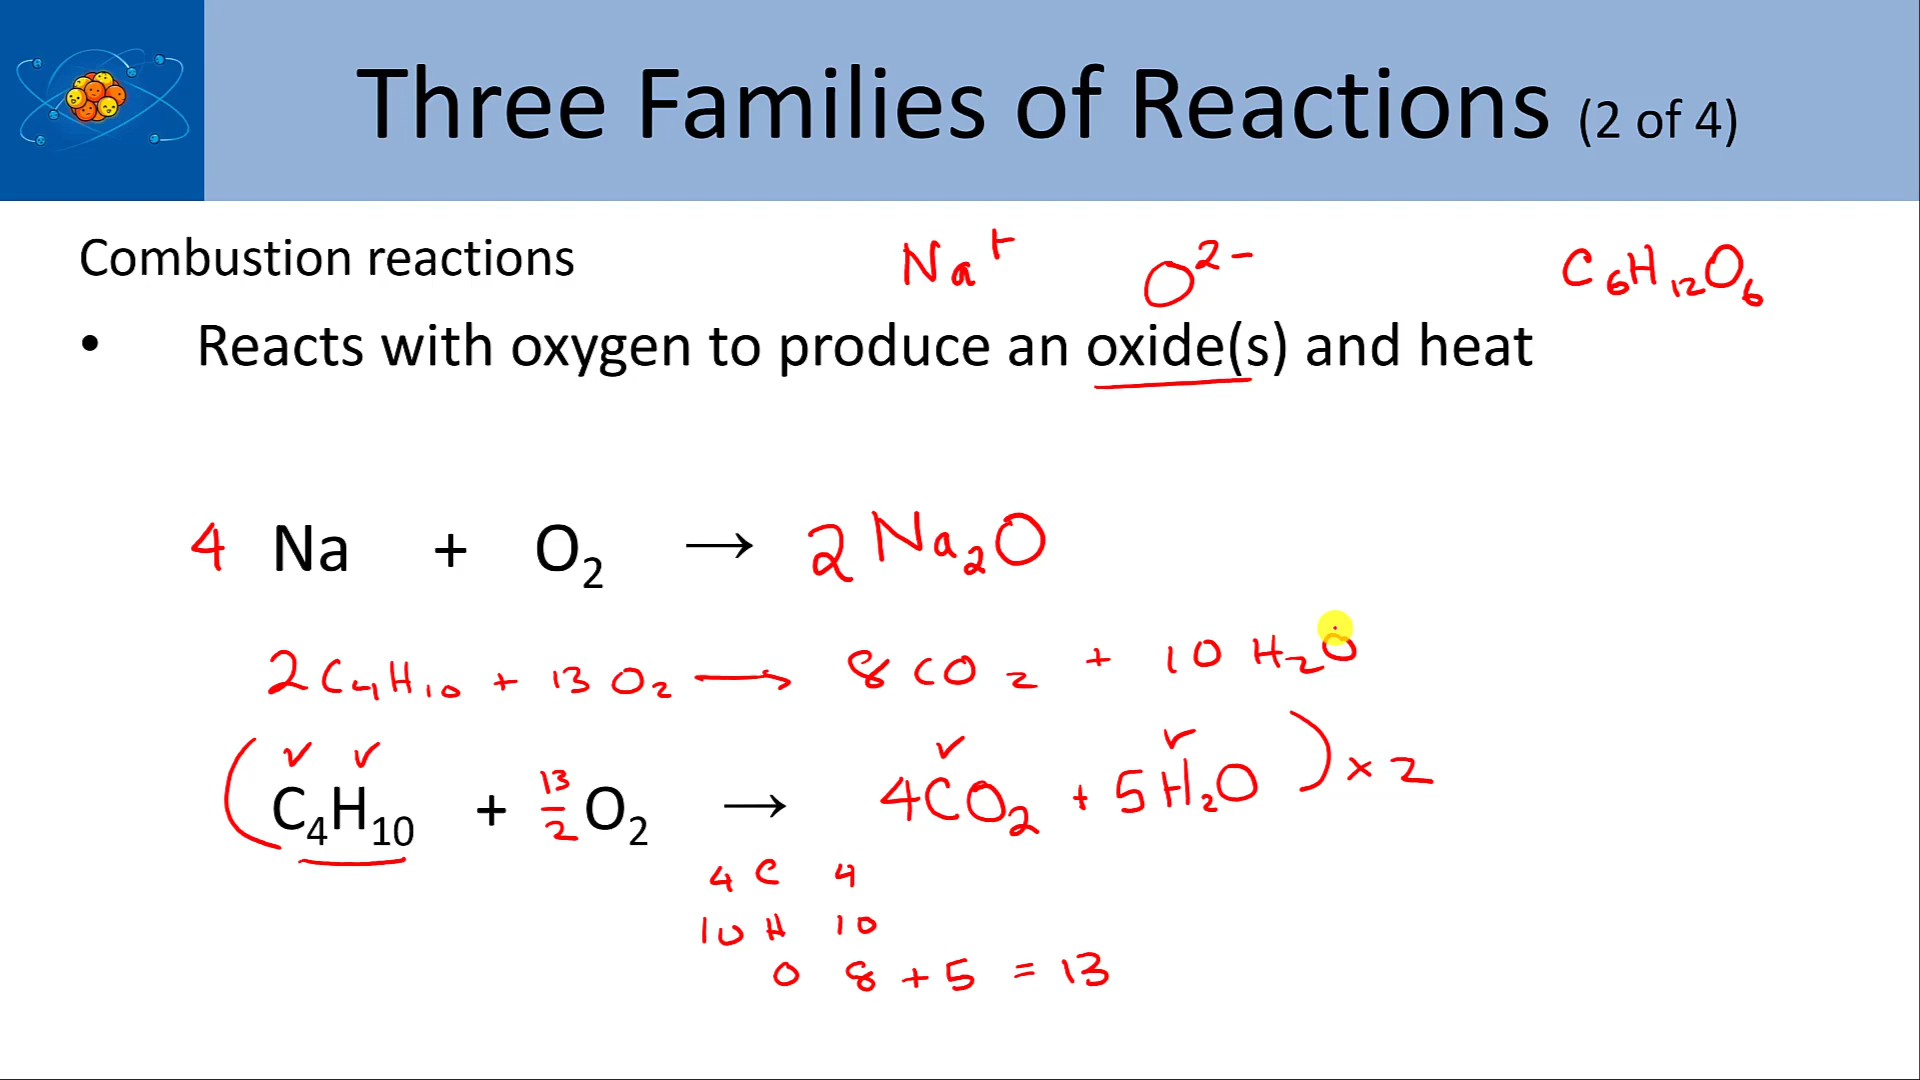 Three Families of Reactions (2 of 4)
Combustion reactions
Na⁺ O²⁻ C₆H₁₂O₆
• Reacts with oxygen to produce an oxide(s) and heat
4 Na + O₂ → 2 Na₂O
2 C₄H₁₀ + 13 O₂ → 8 CO₂ + 10 H₂O
(C₄H₁₀ + 13/2 O₂ → 4CO₂ + 5H₂O) × 2
4 C 4
10 H 10
O 8 + 5 = 13